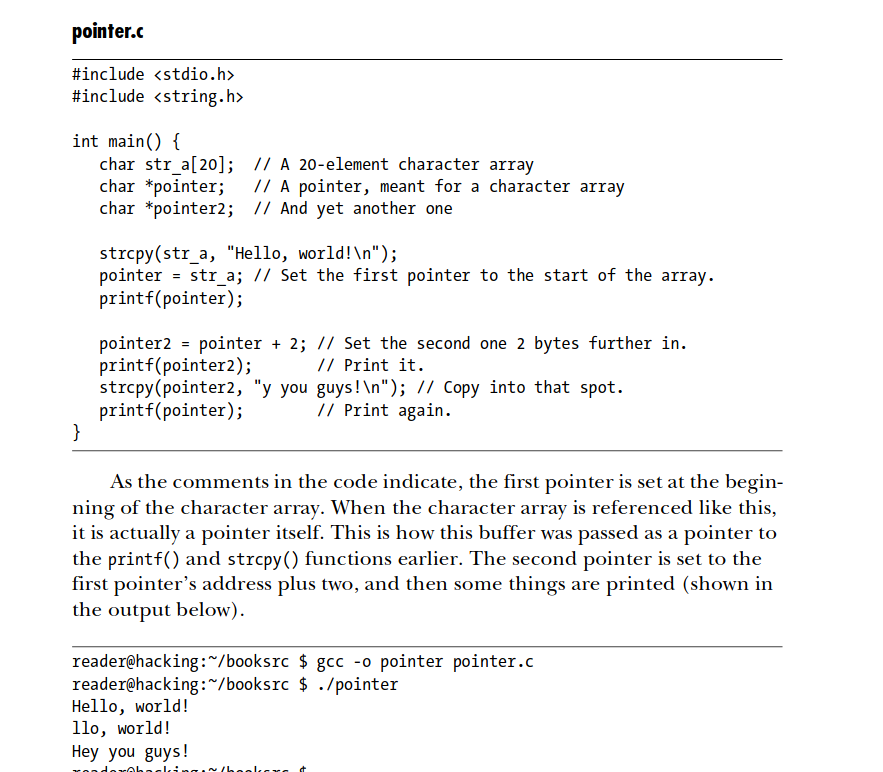 pointer.c
#include <stdio.h>
#include <string.h>
int main() {
   char str_a[20];  // A 20-element character array
   char *pointer;   // A pointer, meant for a character array
   char *pointer2;  // And yet another one
   strcpy(str_a, "Hello, world!\n");
   pointer = str_a; // Set the first pointer to the start of the array.
   printf(pointer);
   pointer2 = pointer + 2; // Set the second one 2 bytes further in.
   printf(pointer2);       // Print it.
   strcpy(pointer2, "y you guys!\n"); // Copy into that spot.
   printf(pointer);        // Print again.
}
As the comments in the code indicate, the first pointer is set at the begin-
ning of the character array. When the character array is referenced like this,
it is actually a pointer itself. This is how this buffer was passed as a pointer to
the printf() and strcpy() functions earlier. The second pointer is set to the
first pointer's address plus two, and then some things are printed (shown in
the output below).
reader@hacking:~/booksrc $ gcc -o pointer pointer.c
reader@hacking:~/booksrc $ ./pointer
Hello, world!
llo, world!
Hey you guys!
reader@hacking:~/booksrc $